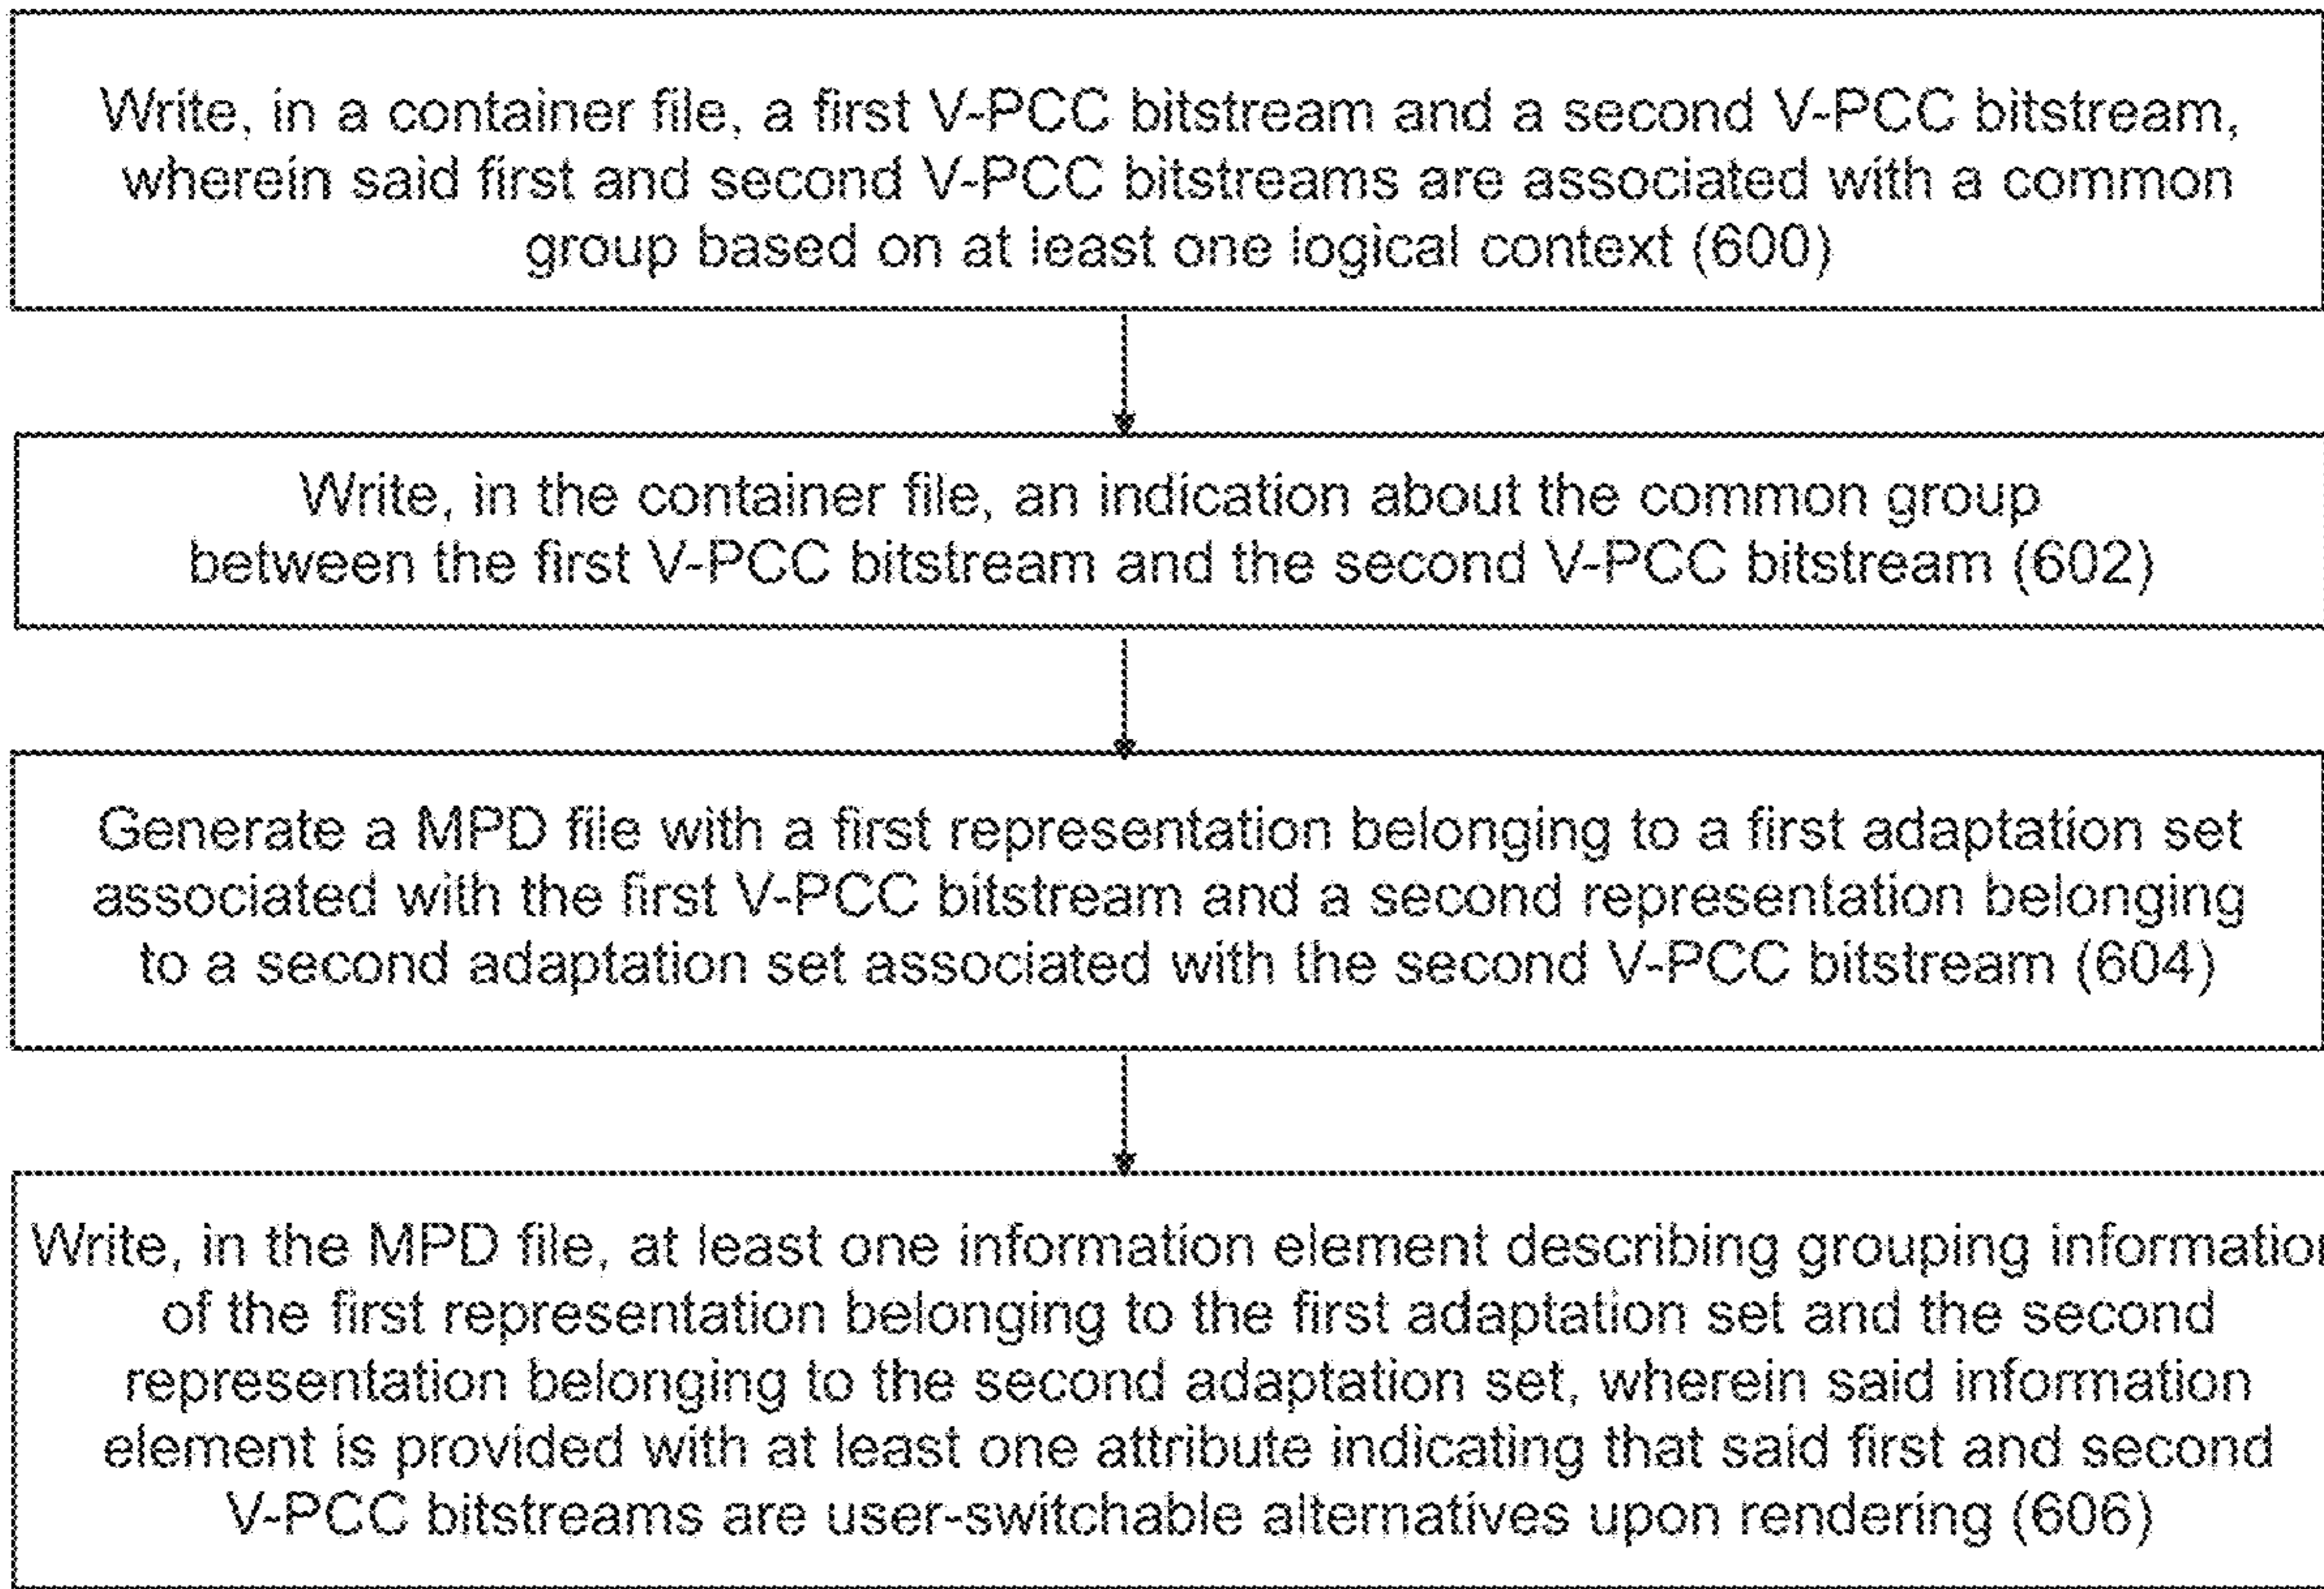 Write, in a container file, a first V-PCC bitstream and a second V-PCC bitstream,
wherein said first and second V-PCC bitstreams are associated with a common
group based on at least one logical context (600)
Write, in the container file, an indication about the common group
between the first V-PCC bitstream and the second V-PCC bitstream (602)
Generate a MPD file with a first representation belonging to a first adaptation set
associated with the first V-PCC bitstream and a second representation belonging
to a second adaptation set associated with the second V-PCC bitstream (604)
Write, in the MPD file, at least one information element describing grouping information
of the first representation belonging to the first adaptation set and the second
representation belonging to the second adaptation set, wherein said information
element is provided with at least one attribute indicating that said first and second
V-PCC bitstreams are user-switchable alternatives upon rendering (606)